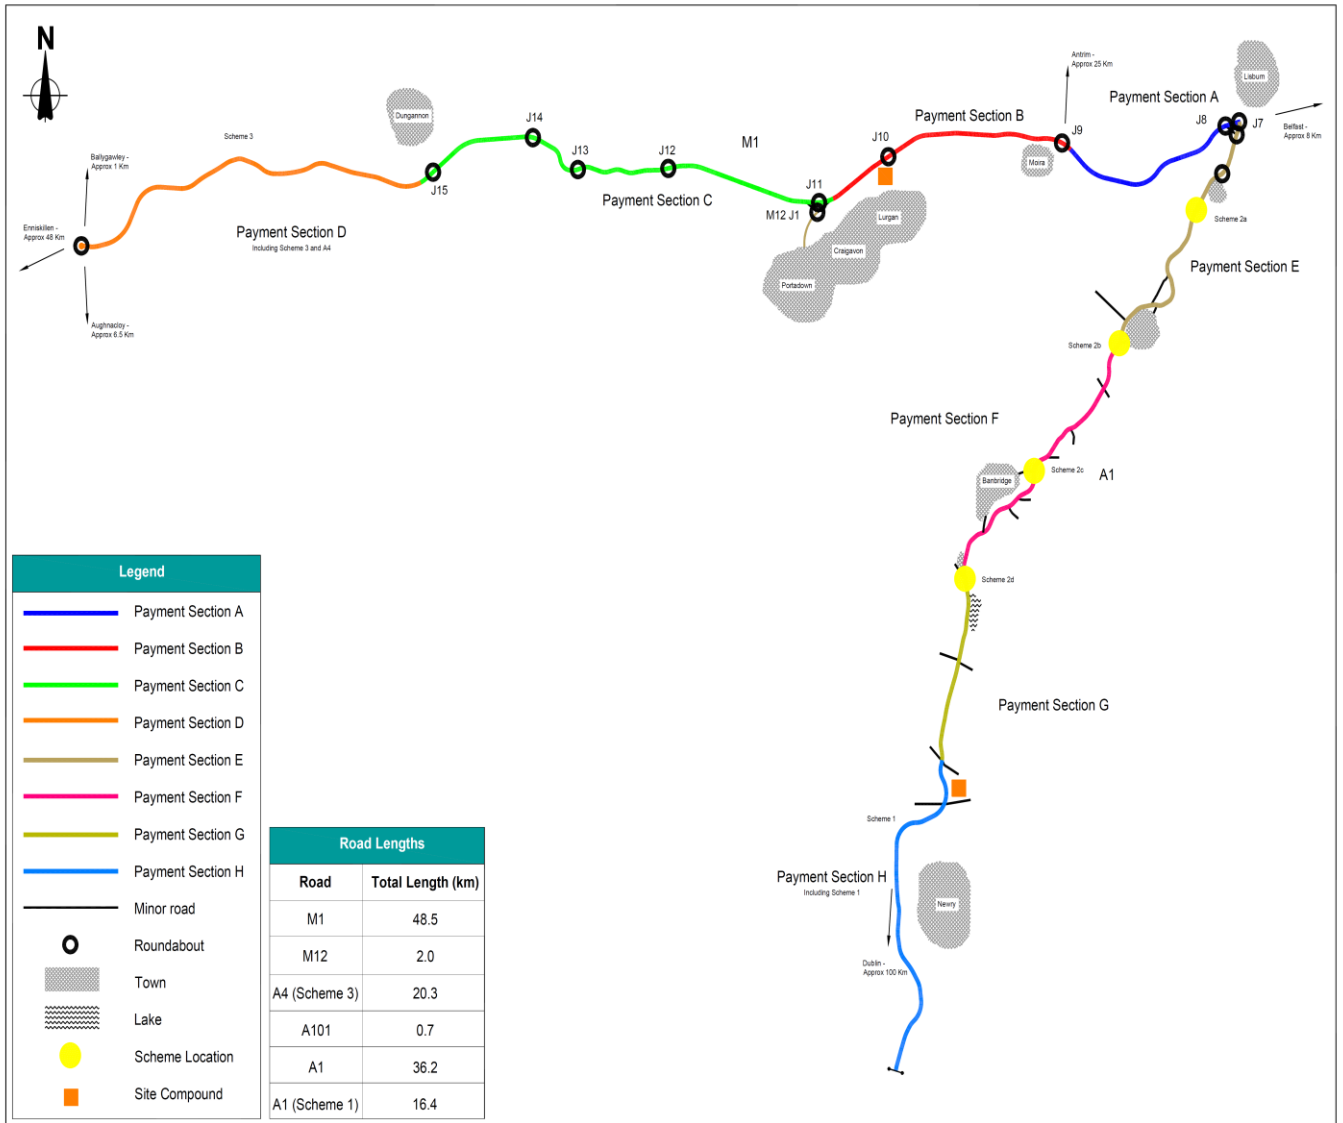 N
Lisburn
Antrim -
Approx 25 Km
Payment Section A
J8
J7
Belfast -
Approx 8 Km
Payment Section B
J9
Moira
J10
M1
Dungannon
J14
J13
J12
J15
Scheme 3
Ballygawley -
Approx 1 Km
Enniskillen -
Approx 48 Km
Aughnacloy -
Approx 6.5 Km
Payment Section D
Including Scheme 3 and A4
Payment Section C
J11
M12 J1
Lurgan
Craigavon
Portadown
Scheme 2a
Payment Section E
Scheme 2b
Payment Section F
Scheme 2c
A1
Banbridge
Scheme 2d
Payment Section G
Scheme 1
Payment Section H
Including Scheme 1
Newry
Dublin -
Approx 100 Km
Legend
Payment Section A
Payment Section B
Payment Section C
Payment Section D
Payment Section E
Payment Section F
Payment Section G
Payment Section H
Minor road
Roundabout
Town
Lake
Scheme Location
Site Compound
Road Lengths
Road Total Length (km)
M1 48.5
M12 2.0
A4 (Scheme 3) 20.3
A101 0.7
A1 36.2
A1 (Scheme 1) 16.4